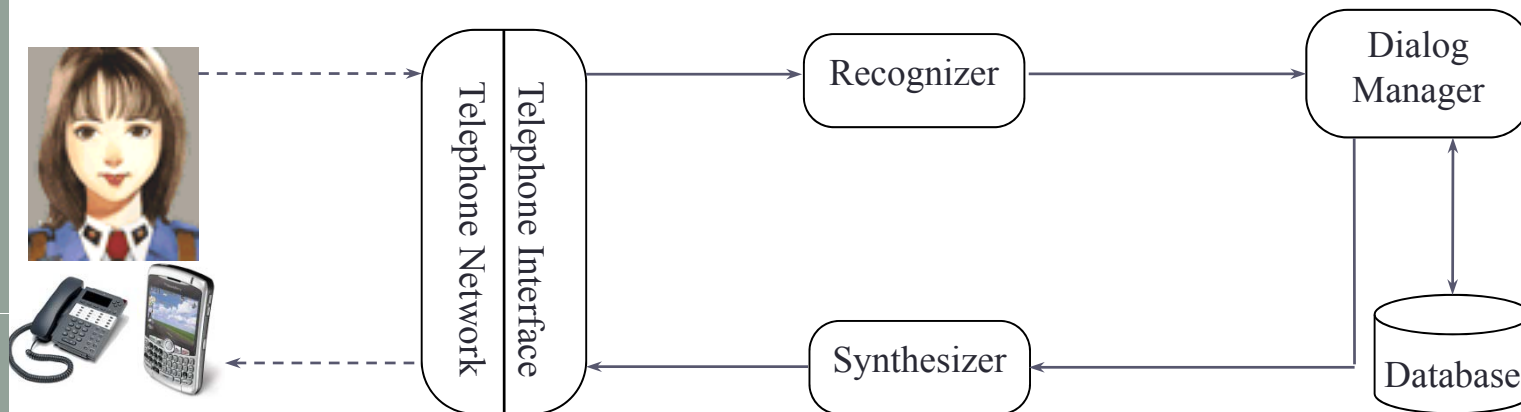 Telephone Network
Telephone Interface
Recognizer
Dialog
Manager
Synthesizer
Database